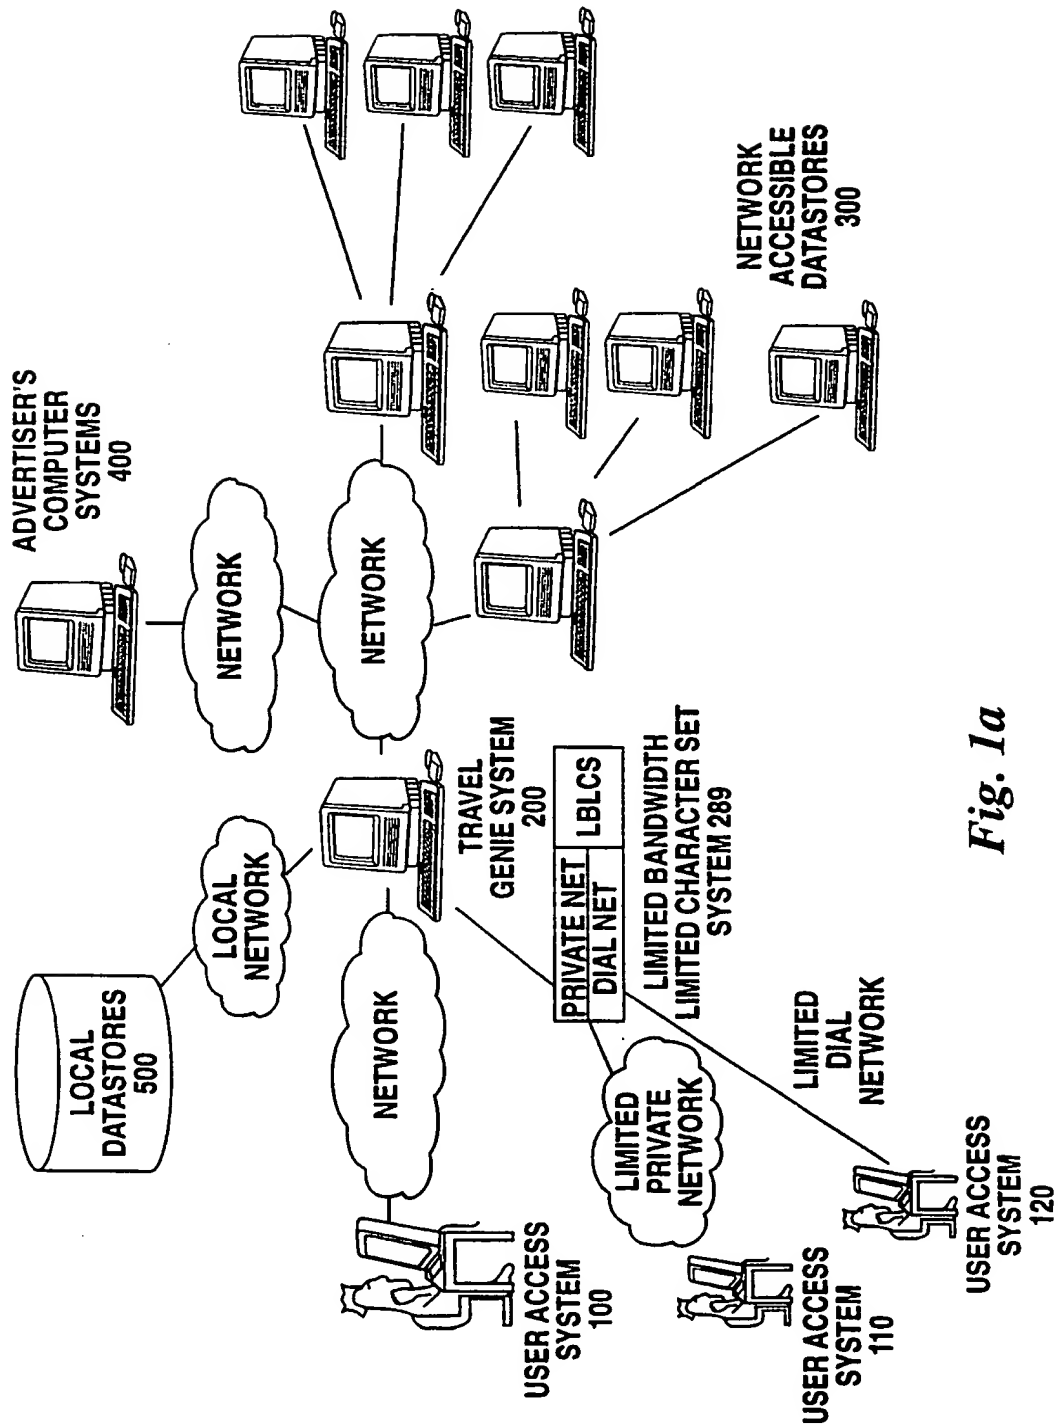 LOCAL
DATASTORES
500
LOCAL
NETWORK
ADVERTISER'S
COMPUTER
SYSTEMS
400
NETWORK
NETWORK
NETWORK
TRAVEL
GENIE SYSTEM
200
NETWORK
ACCESSIBLE
DATASTORES
300
USER ACCESS
SYSTEM
100
PRIVATE NET
DIAL NET
LBLCS
LIMITED BANDWIDTH
LIMITED CHARACTER SET
SYSTEM 289
LIMITED
PRIVATE
NETWORK
LIMITED
DIAL
NETWORK
USER ACCESS
SYSTEM
110
USER ACCESS
SYSTEM
120
Fig. 1a